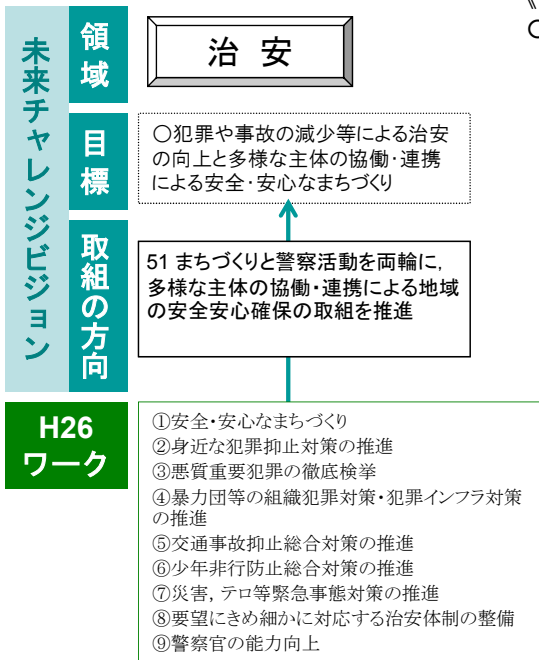 未来チャレンジビジョン
領域
治 安
目標
○犯罪や事故の減少等による治安
の向上と多様な主体の協働・連携
による安全・安心なまちづくり
取組の方向
51 まちづくりと警察活動を両輪に，
多様な主体の協働・連携による地域
の安全安心確保の取組を推進
H26
ワーク
①安全・安心なまちづくり
②身近な犯罪抑止対策の推進
③悪質重要犯罪の徹底検挙
④暴力団等の組織犯罪対策・犯罪インフラ対策
の推進
⑤交通事故抑止総合対策の推進
⑥少年非行防止総合対策の推進
⑦災害，テロ等緊急事態対策の推進
⑧要望にきめ細かに対応する治安体制の整備
⑨警察官の能力向上